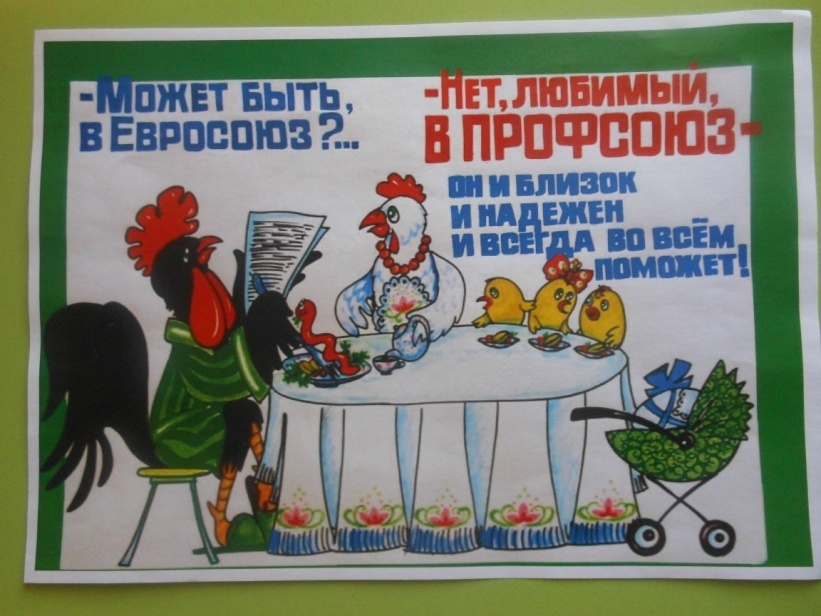 -Может быть,
в Евросоюз?...
-Нет, любимый,
в профсоюз-
он и близок
и надежен
и всегда во всём
поможет!